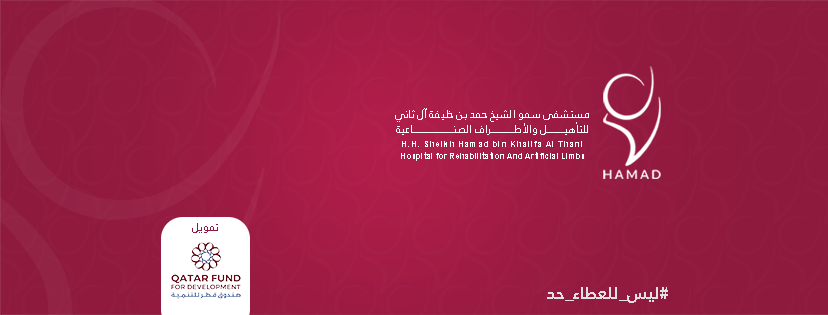 مستشفى سمو الشيخ حمد بن خليفة آل ثاني
للتأهيل والأطراف الصناعية
H.H. Sheikh Hamad bin Khalifa Al Thani
Hospital for Rehabilitation And Artificial Limbs
HAMAD
تمويل
QATAR FUND
FOR DEVELOPMENT
صندوق قطر للتنمية
#ليس_للعطاء_حد